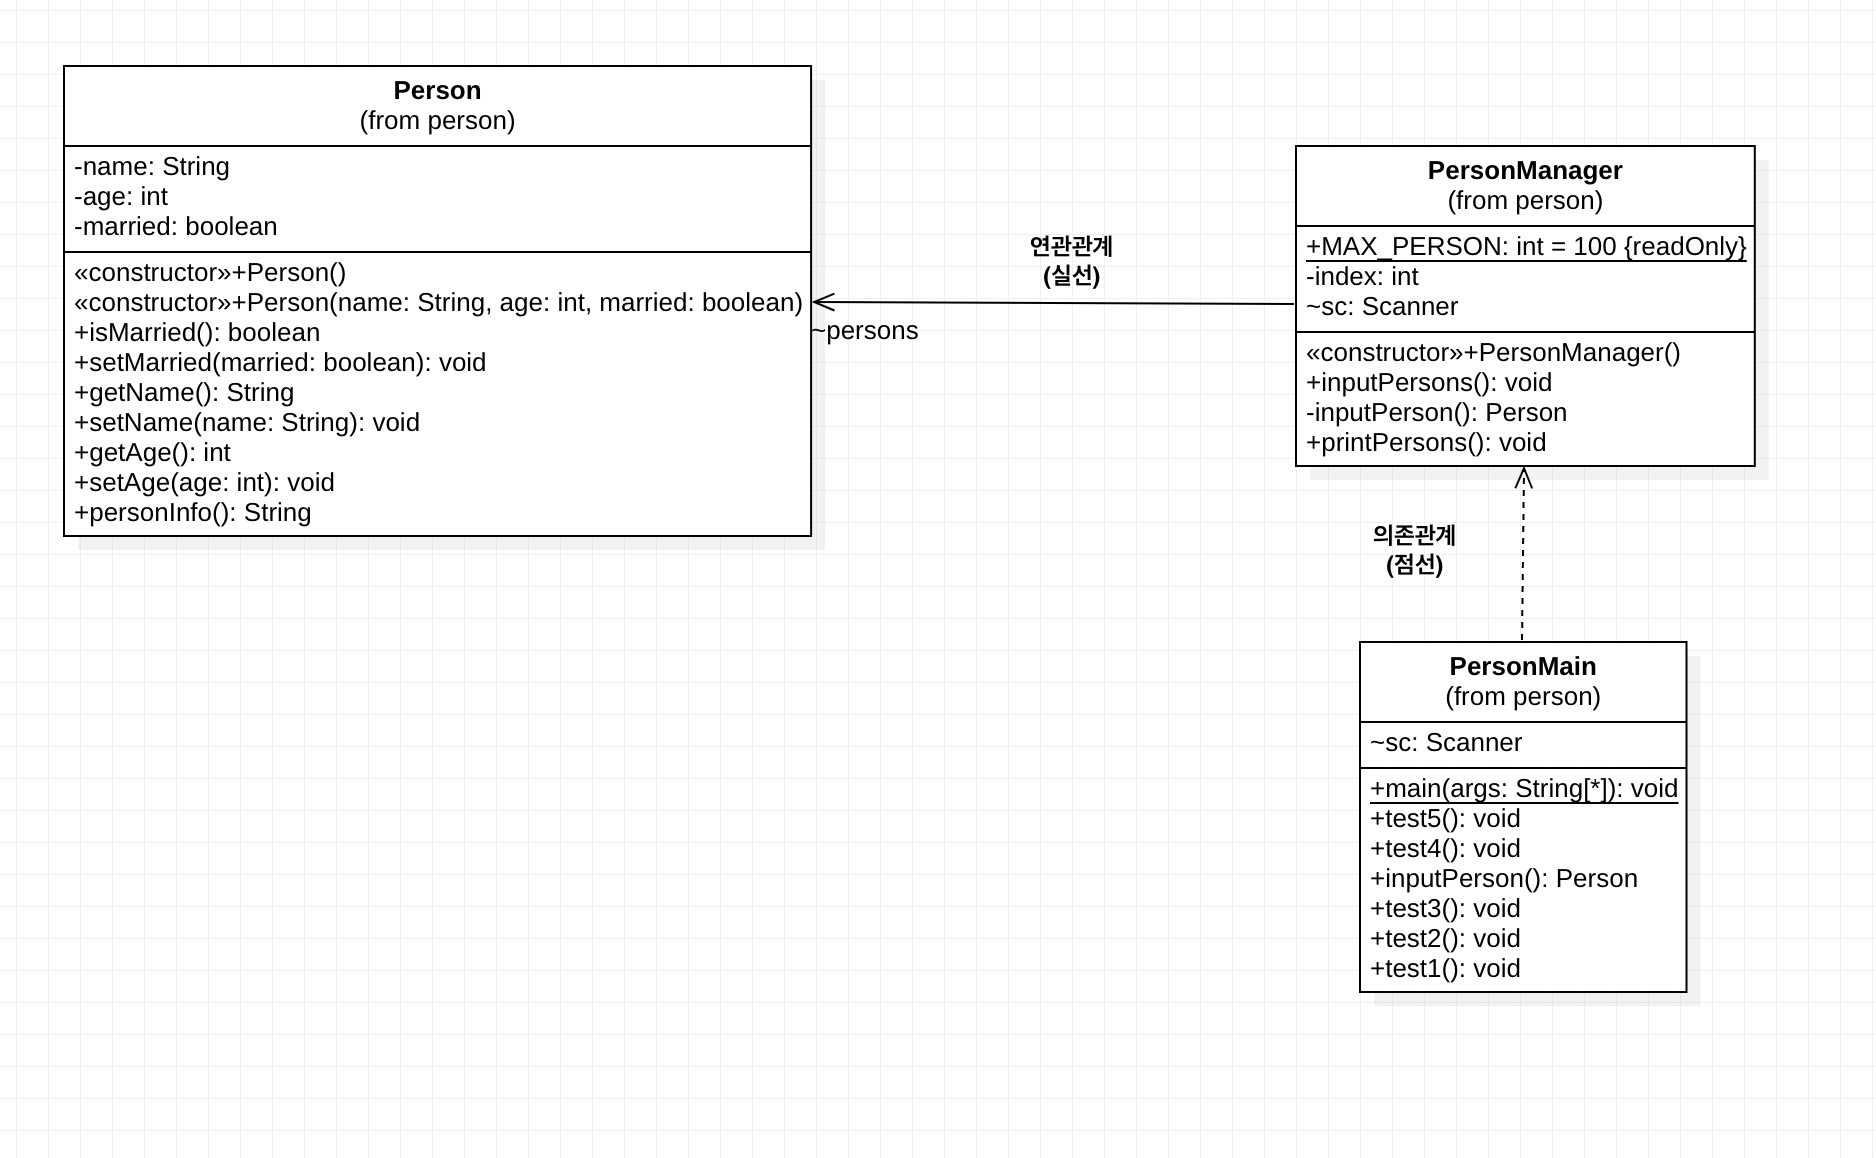 Person
(from person)
-name: String
-age: int
-married: boolean
«constructor»+Person()
«constructor»+Person(name: String, age: int, married: boolean)
+isMarried(): boolean
+setMarried(married: boolean): void
+getName(): String
+setName(name: String): void
+getAge(): int
+setAge(age: int): void
+personInfo(): String
연관관계
(실선)
~persons
PersonManager
(from person)
+MAX_PERSON: int = 100 {readOnly}
-index: int
~sc: Scanner
«constructor»+PersonManager()
+inputPersons(): void
-inputPerson(): Person
+printPersons(): void
의존관계
(점선)
PersonMain
(from person)
~sc: Scanner
+main(args: String[*]): void
+test5(): void
+test4(): void
+inputPerson(): Person
+test3(): void
+test2(): void
+test1(): void